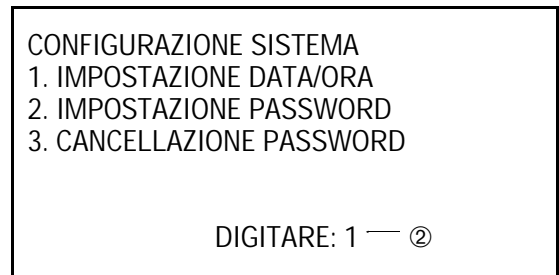 CONFIGURAZIONE SISTEMA
1. IMPOSTAZIONE DATA/ORA
2. IMPOSTAZIONE PASSWORD
3. CANCELLAZIONE PASSWORD
DIGITARE: 1 — ②